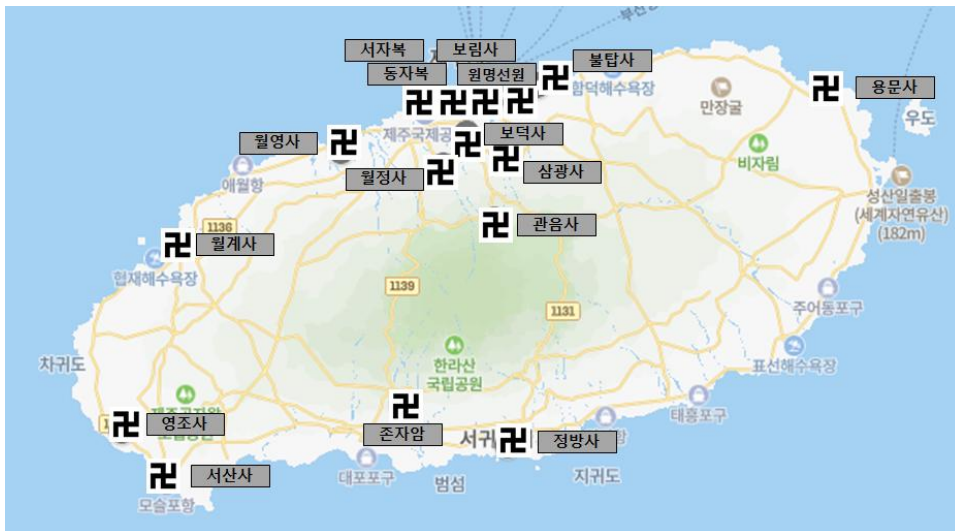 서자복
보림사
동자복
원명선원
불탑사
함덕해수욕장
만장굴
용문사
우도
월영사
제주국제공
보덕사
비자림
애월항
월정사
삼광사
성산일출봉
(세계자연유산)
(182m)
1136
월계사
관음사
협재해수욕장
1139
1131
주어동포구
차귀도
한라산
국립공원
표선해수욕장
태흥포구
영조사
존자암
서귀
정방사
서산사
대포포구
범섬
지귀도
모슬포항